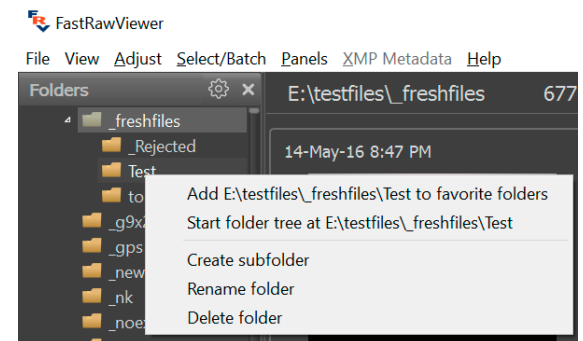 FastRawViewer
File View Adjust Select/Batch Panels XMP Metadata Help
Folders
E:\testfiles\_freshfiles 677
_freshfiles
_Rejected
14-May-16 8:47 PM
Test
to
Add E:\testfiles\_freshfiles\Test to favorite folders
Start folder tree at E:\testfiles\_freshfiles\Test
Create subfolder
Rename folder
Delete folder
_gps
_new
_nk